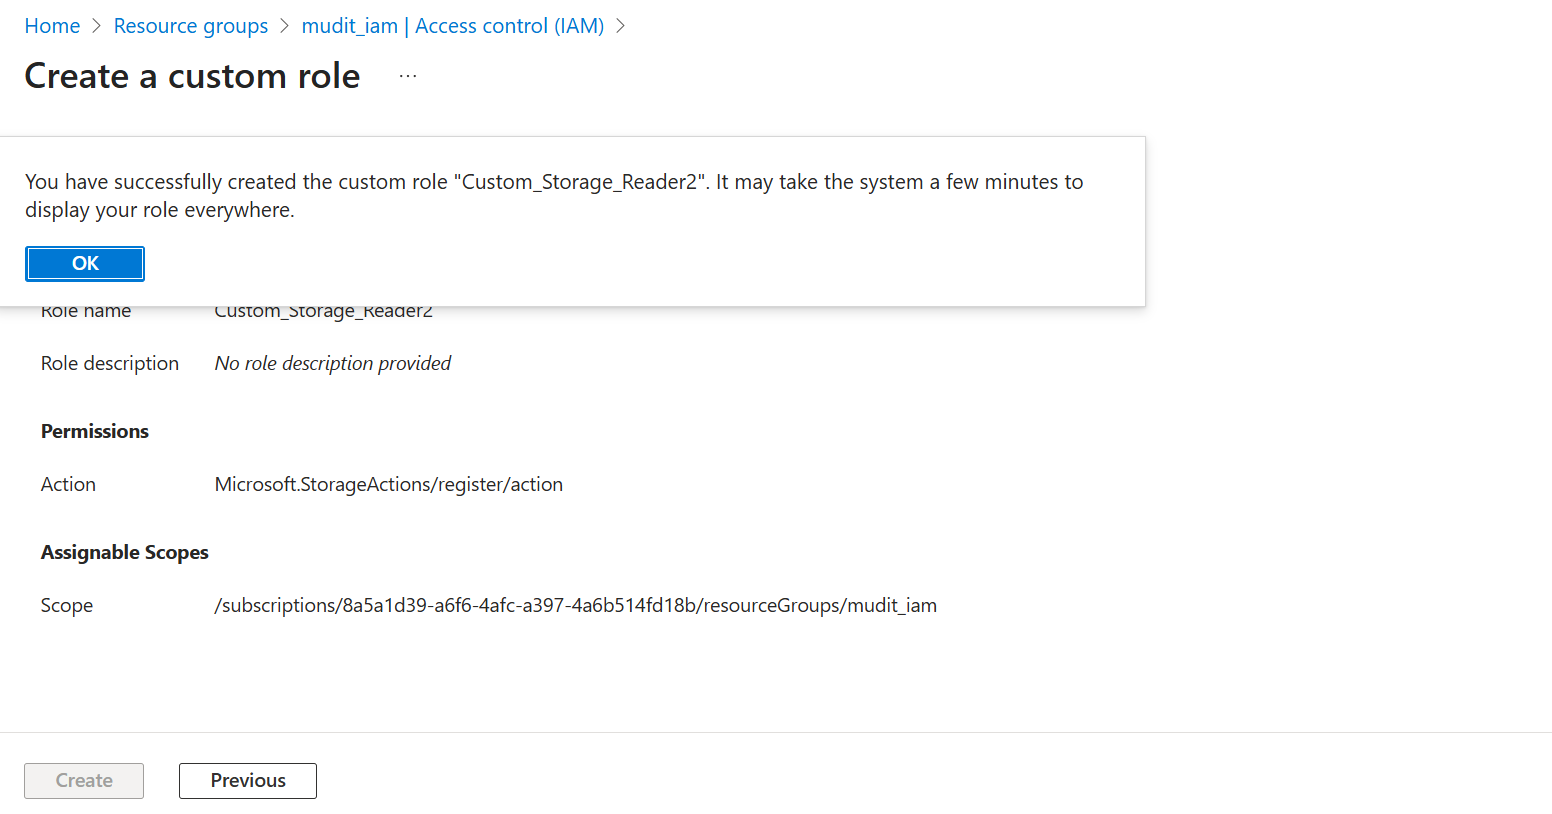 Home > Resource groups > mudit_iam | Access control (IAM) >
Create a custom role ...
You have successfully created the custom role "Custom_Storage_Reader2". It may take the system a few minutes to
display your role everywhere.
OK
Role name Custom_Storage_Reader2
Role description No role description provided
Permissions
Action Microsoft.StorageActions/register/action
Assignable Scopes
Scope /subscriptions/8a5a1d39-a6f6-4afc-a397-4a6b514fd18b/resourceGroups/mudit_iam
Create Previous